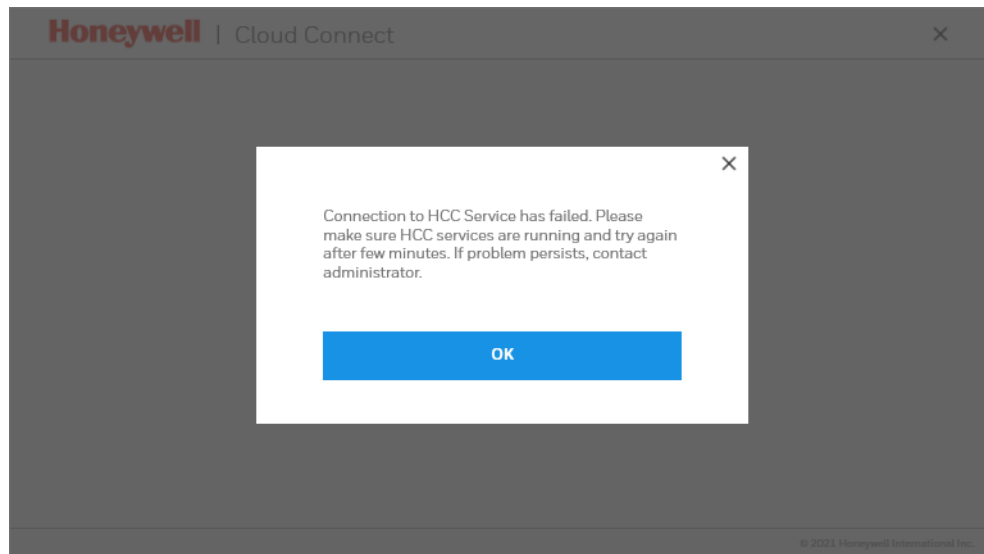 Honeywell | Cloud Connect
Connection to HCC Service has failed. Please
make sure HCC services are running and try again
after few minutes. If problem persists, contact
administrator.
OK
© 2021 Honeywell International Inc.